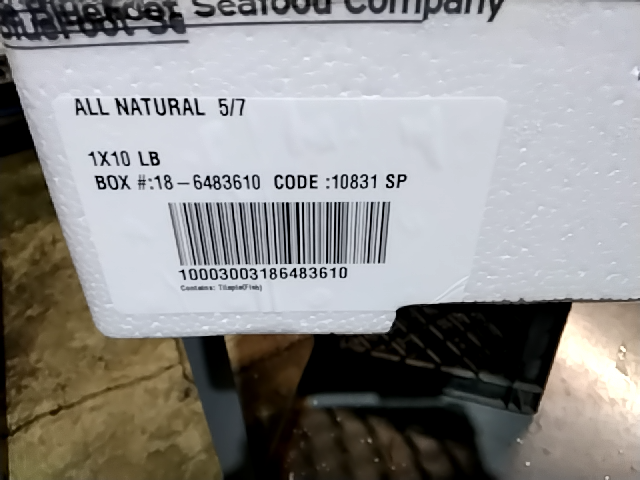 Seafood Company
ALL NATURAL 5/7
1X10 LB
BOX #:18-6483610 CODE :10831 SP
10003003186483610
Contains: Tilapia(Fish)